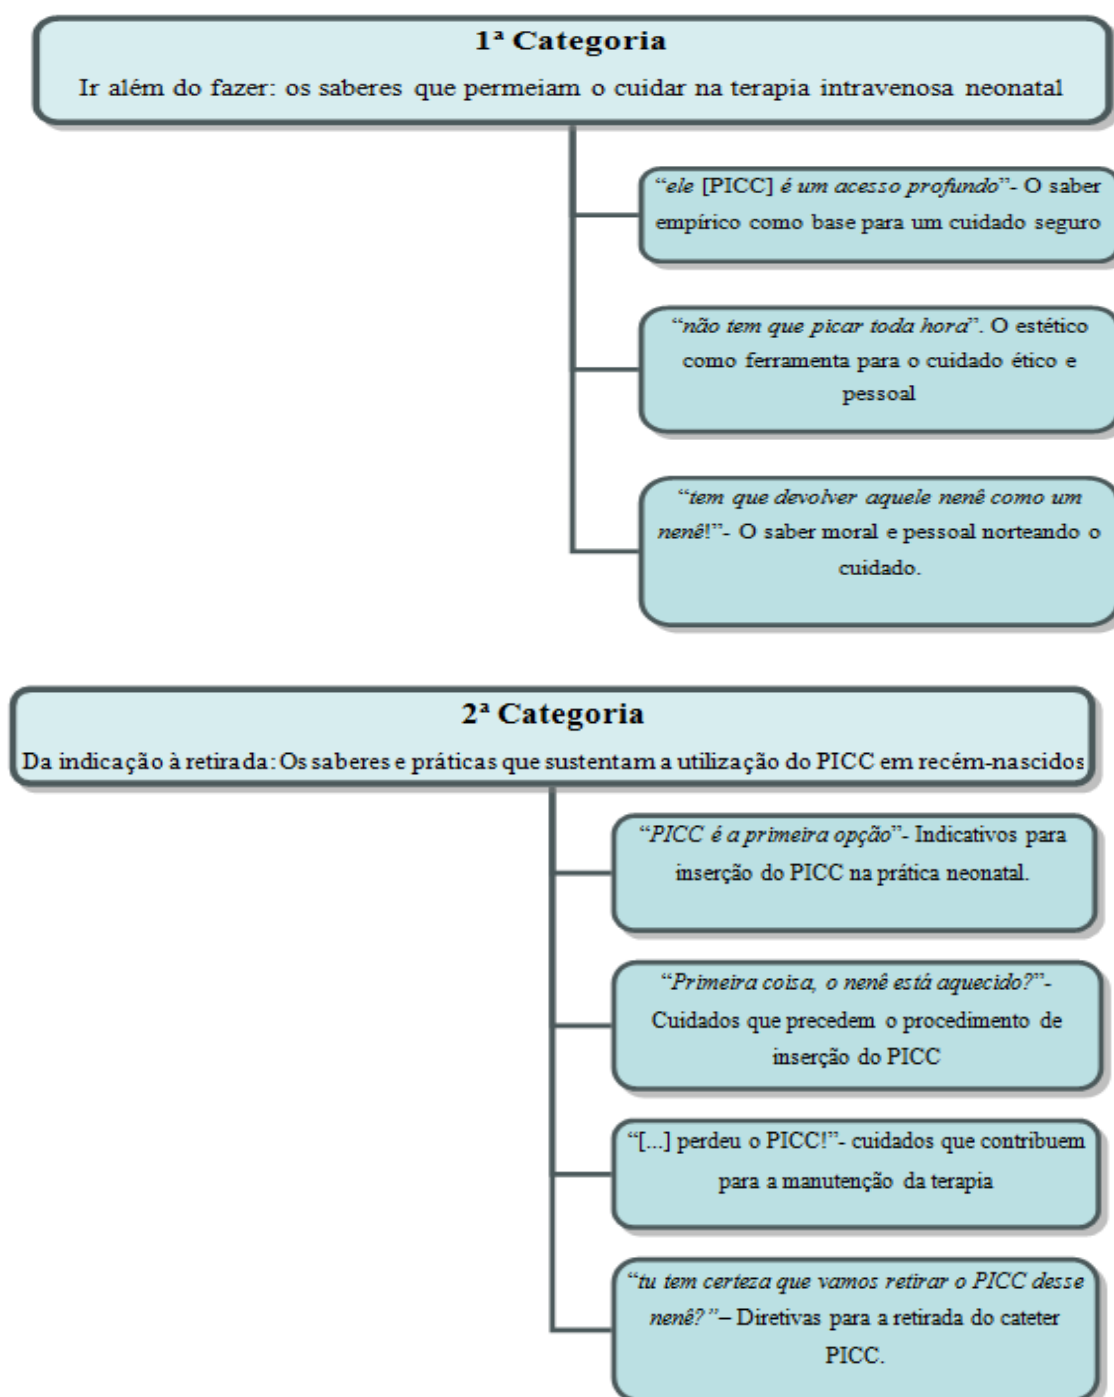 1ª Categoria
Ir além do fazer: os saberes que permeiam o cuidar na terapia intravenosa neonatal
“ele [PICC] é um acesso profundo”- O saber
empírico como base para um cuidado seguro
“não tem que picar toda hora”. O estético
como ferramenta para o cuidado ético e
pessoal
“tem que devolver aquele nenê como um
nenê!”- O saber moral e pessoal norteando o
cuidado.
2ª Categoria
Da indicação à retirada: Os saberes e práticas que sustentam a utilização do PICC em recém-nascidos
“PICC é a primeira opção”- Indicativos para
inserção do PICC na prática neonatal.
“Primeira coisa, o nenê está aquecido?”-
Cuidados que precedem o procedimento de
inserção do PICC
“[...] perdeu o PICC!”- cuidados que contribuem
para a manutenção da terapia
“tu tem certeza que vamos retirar o PICC desse
nenê?”– Diretivas para a retirada do cateter
PICC.